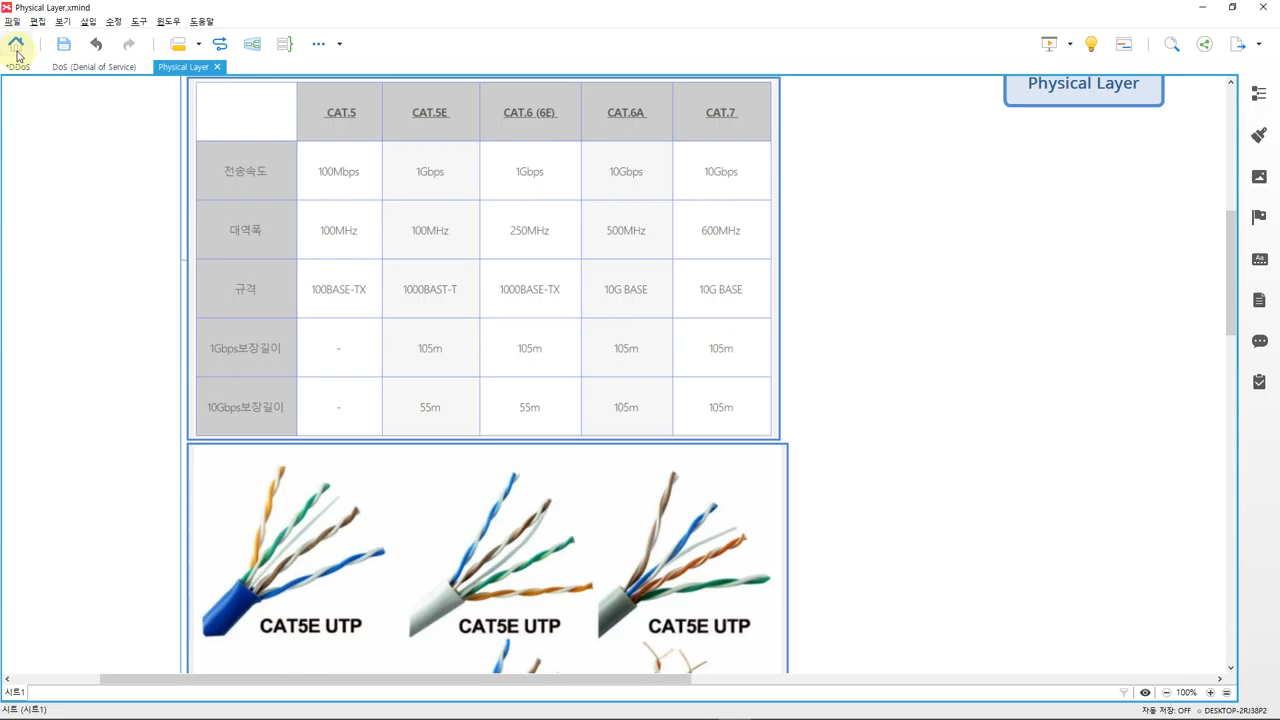 Physical Layer.xmind
파일 편집 보기 삽입 수정 도구 윈도우 도움말
*DDoS DoS (Denial of Service) Physical Layer
Physical Layer
CAT.5 CAT.5E CAT.6 (6E) CAT.6A CAT.7
전송속도 100Mbps 1Gbps 1Gbps 10Gbps 10Gbps
대역폭 100MHz 100MHz 250MHz 500MHz 600MHz
규격 100BASE-TX 1000BAST-T 1000BASE-TX 10G BASE 10G BASE
1Gbps보장길이 - 105m 105m 105m 105m
10Gbps보장길이 - 55m 55m 105m 105m
CAT5E UTP CAT5E UTP CAT5E UTP
시트1
100%
시트 (시트1)
자동 저장: OFF DESKTOP-2RJ38P2